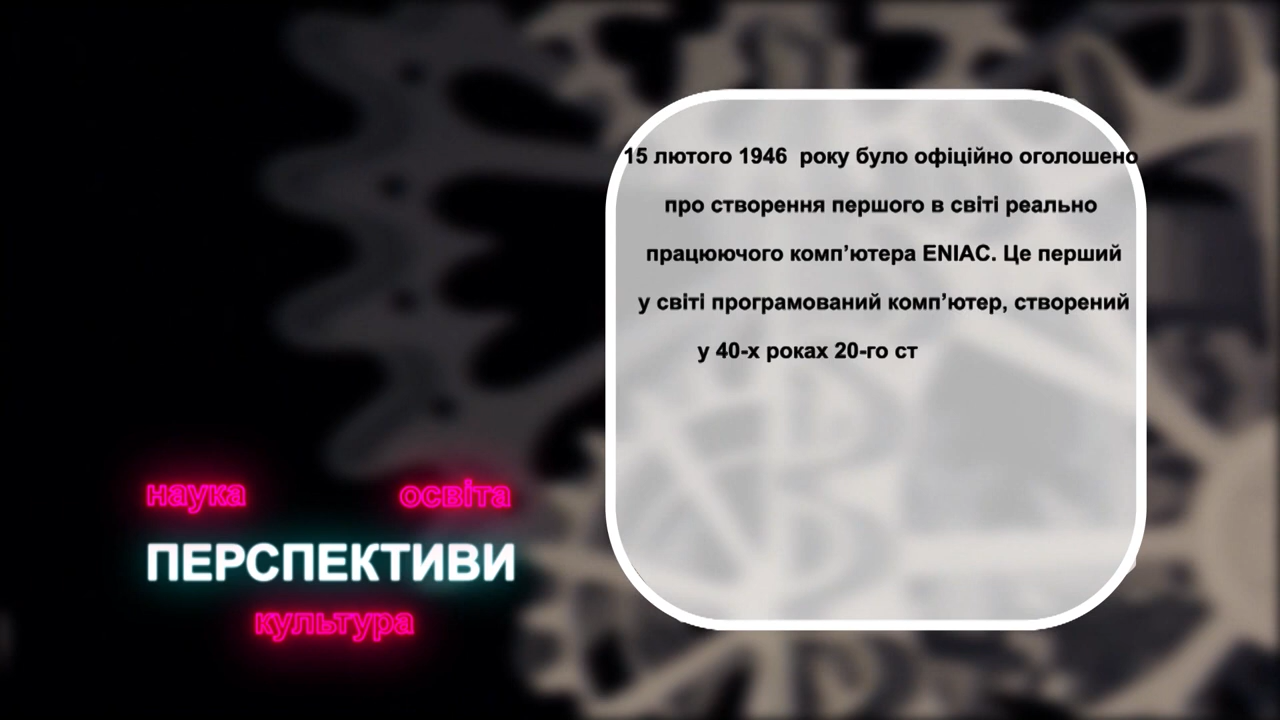 15 лютого 1946  року було офіційно оголошено
про створення першого в світі реально
працюючого комп’ютера ENIAC. Це перший
у світі програмований комп’ютер, створений
у 40-х роках 20-го ст
наука освіта
ПЕРСПЕКТИВИ
культура